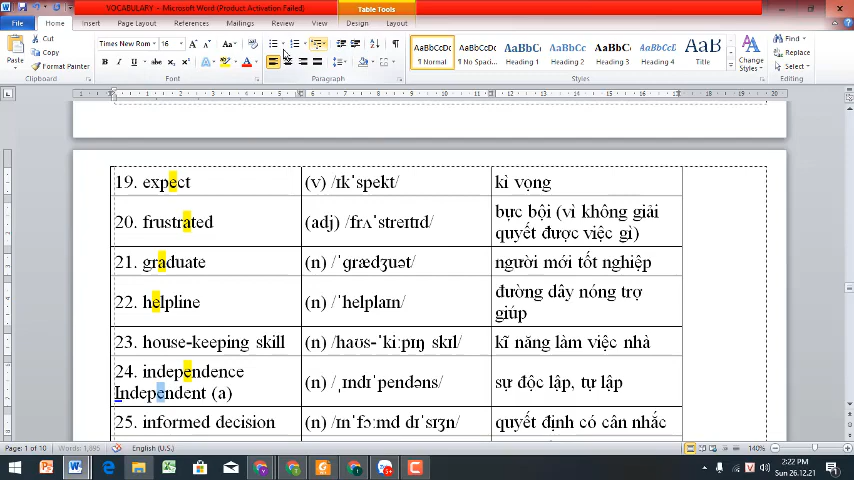 VOCABULARY – Microsoft Word (Product Activation Failed)
Table Tools
File Home Insert Page Layout References Mailings Review View Design Layout
Cut
Copy
Format Painter
Paste
Clipboard
Times New Rom 16
Font
Paragraph
AaBbCcDc AaBbCcDc AaBbC AaBbCc AaBbCc AaBbCcL AaB
¶ Normal ¶ No Spaci... Heading 1 Heading 2 Heading 3 Heading 4 Title
Styles
Change Styles
Find
Replace
Select
Editing
19. expect (v) /ɪkˈspekt/ kì vọng
20. frustrated (adj) /frʌˈstreɪtɪd/ bực bội (vì không giải
quyết được việc gì)
21. graduate (n) /ˈɡrædʒuət/ người mới tốt nghiệp
22. helpline (n) /ˈhelplaɪn/ đường dây nóng trợ
giúp
23. house-keeping skill (n) /haʊs-ˈkiːpɪŋ skɪl/ kĩ năng làm việc nhà
24. independence
Independent (a) (n) /ˌɪndɪˈpendəns/ sự độc lập, tự lập
25. informed decision (n) /ɪnˈfɔːmd dɪˈsɪʒn/ quyết định có cân nhắc
Page: 1 of 10 Words: 1,895 English (U.S.) 140%
2:22 PM
Sun 26.12.21